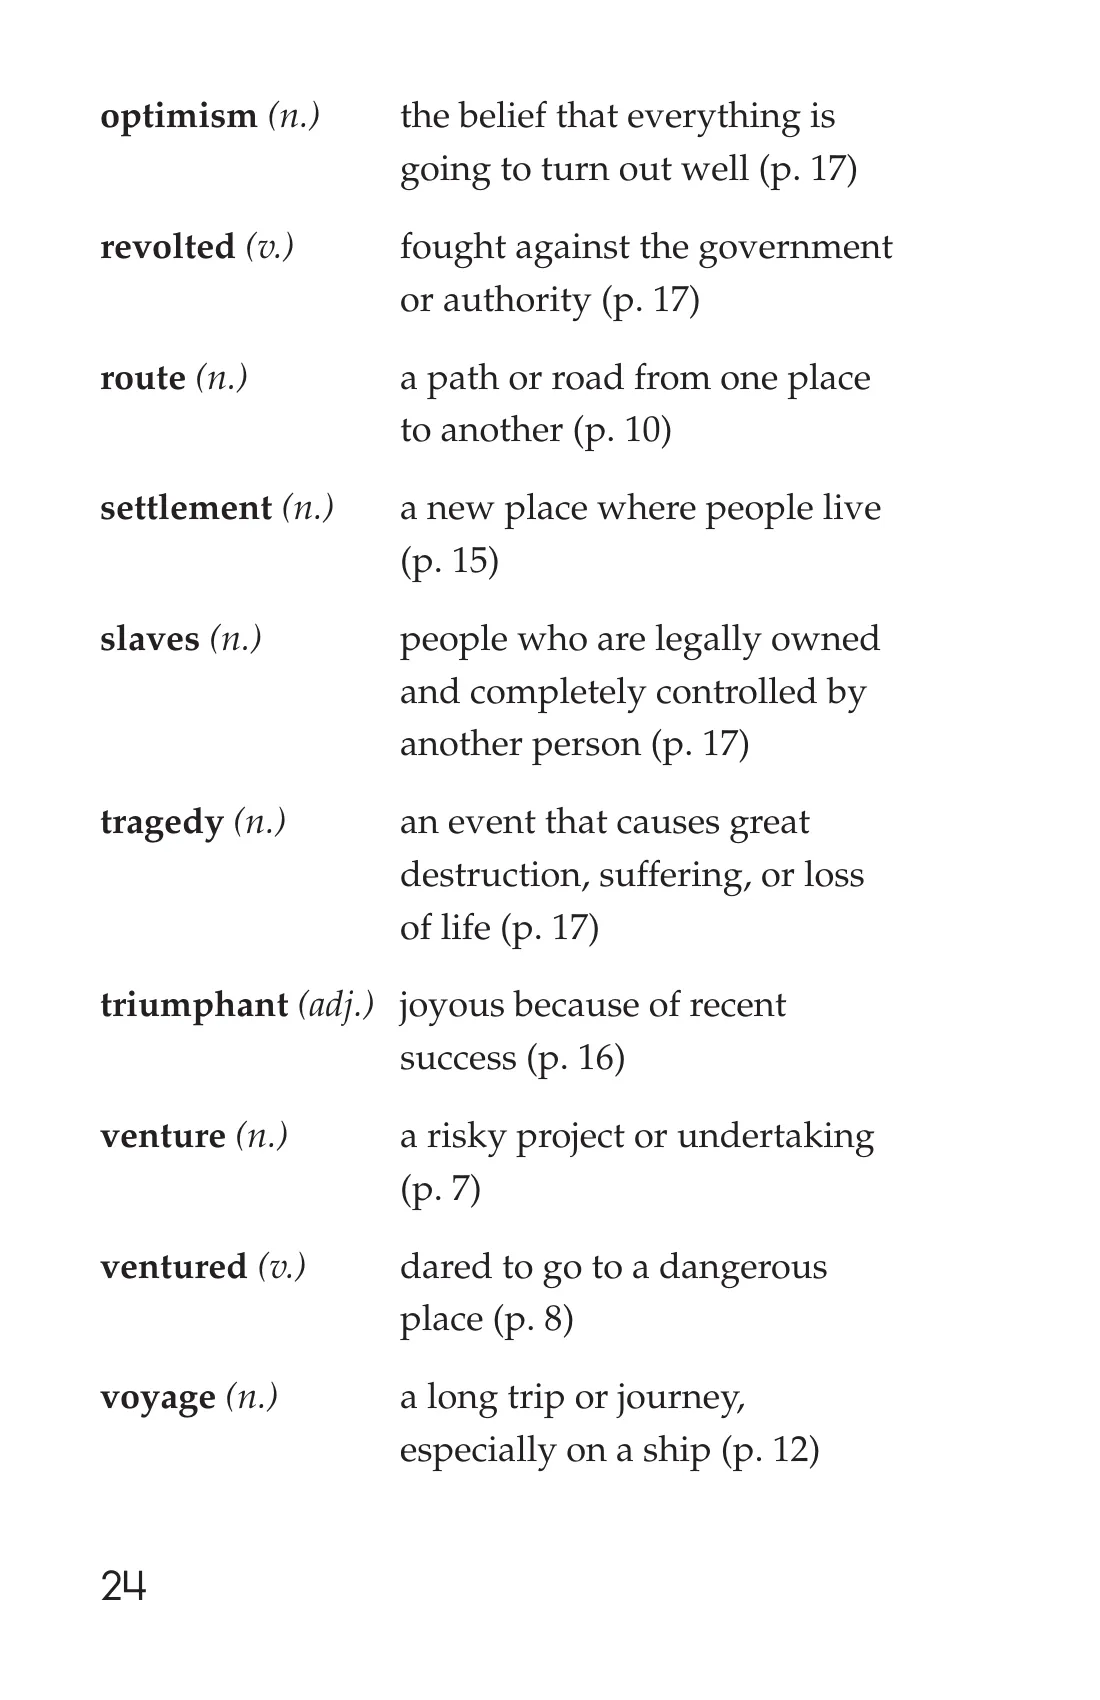 optimism (n.) the belief that everything is
going to turn out well (p. 17)
revolted (v.) fought against the government
or authority (p. 17)
route (n.) a path or road from one place
to another (p. 10)
settlement (n.) a new place where people live
(p. 15)
slaves (n.) people who are legally owned
and completely controlled by
another person (p. 17)
tragedy (n.) an event that causes great
destruction, suffering, or loss
of life (p. 17)
triumphant (adj.) joyous because of recent
success (p. 16)
venture (n.) a risky project or undertaking
(p. 7)
ventured (v.) dared to go to a dangerous
place (p. 8)
voyage (n.) a long trip or journey,
especially on a ship (p. 12)
24